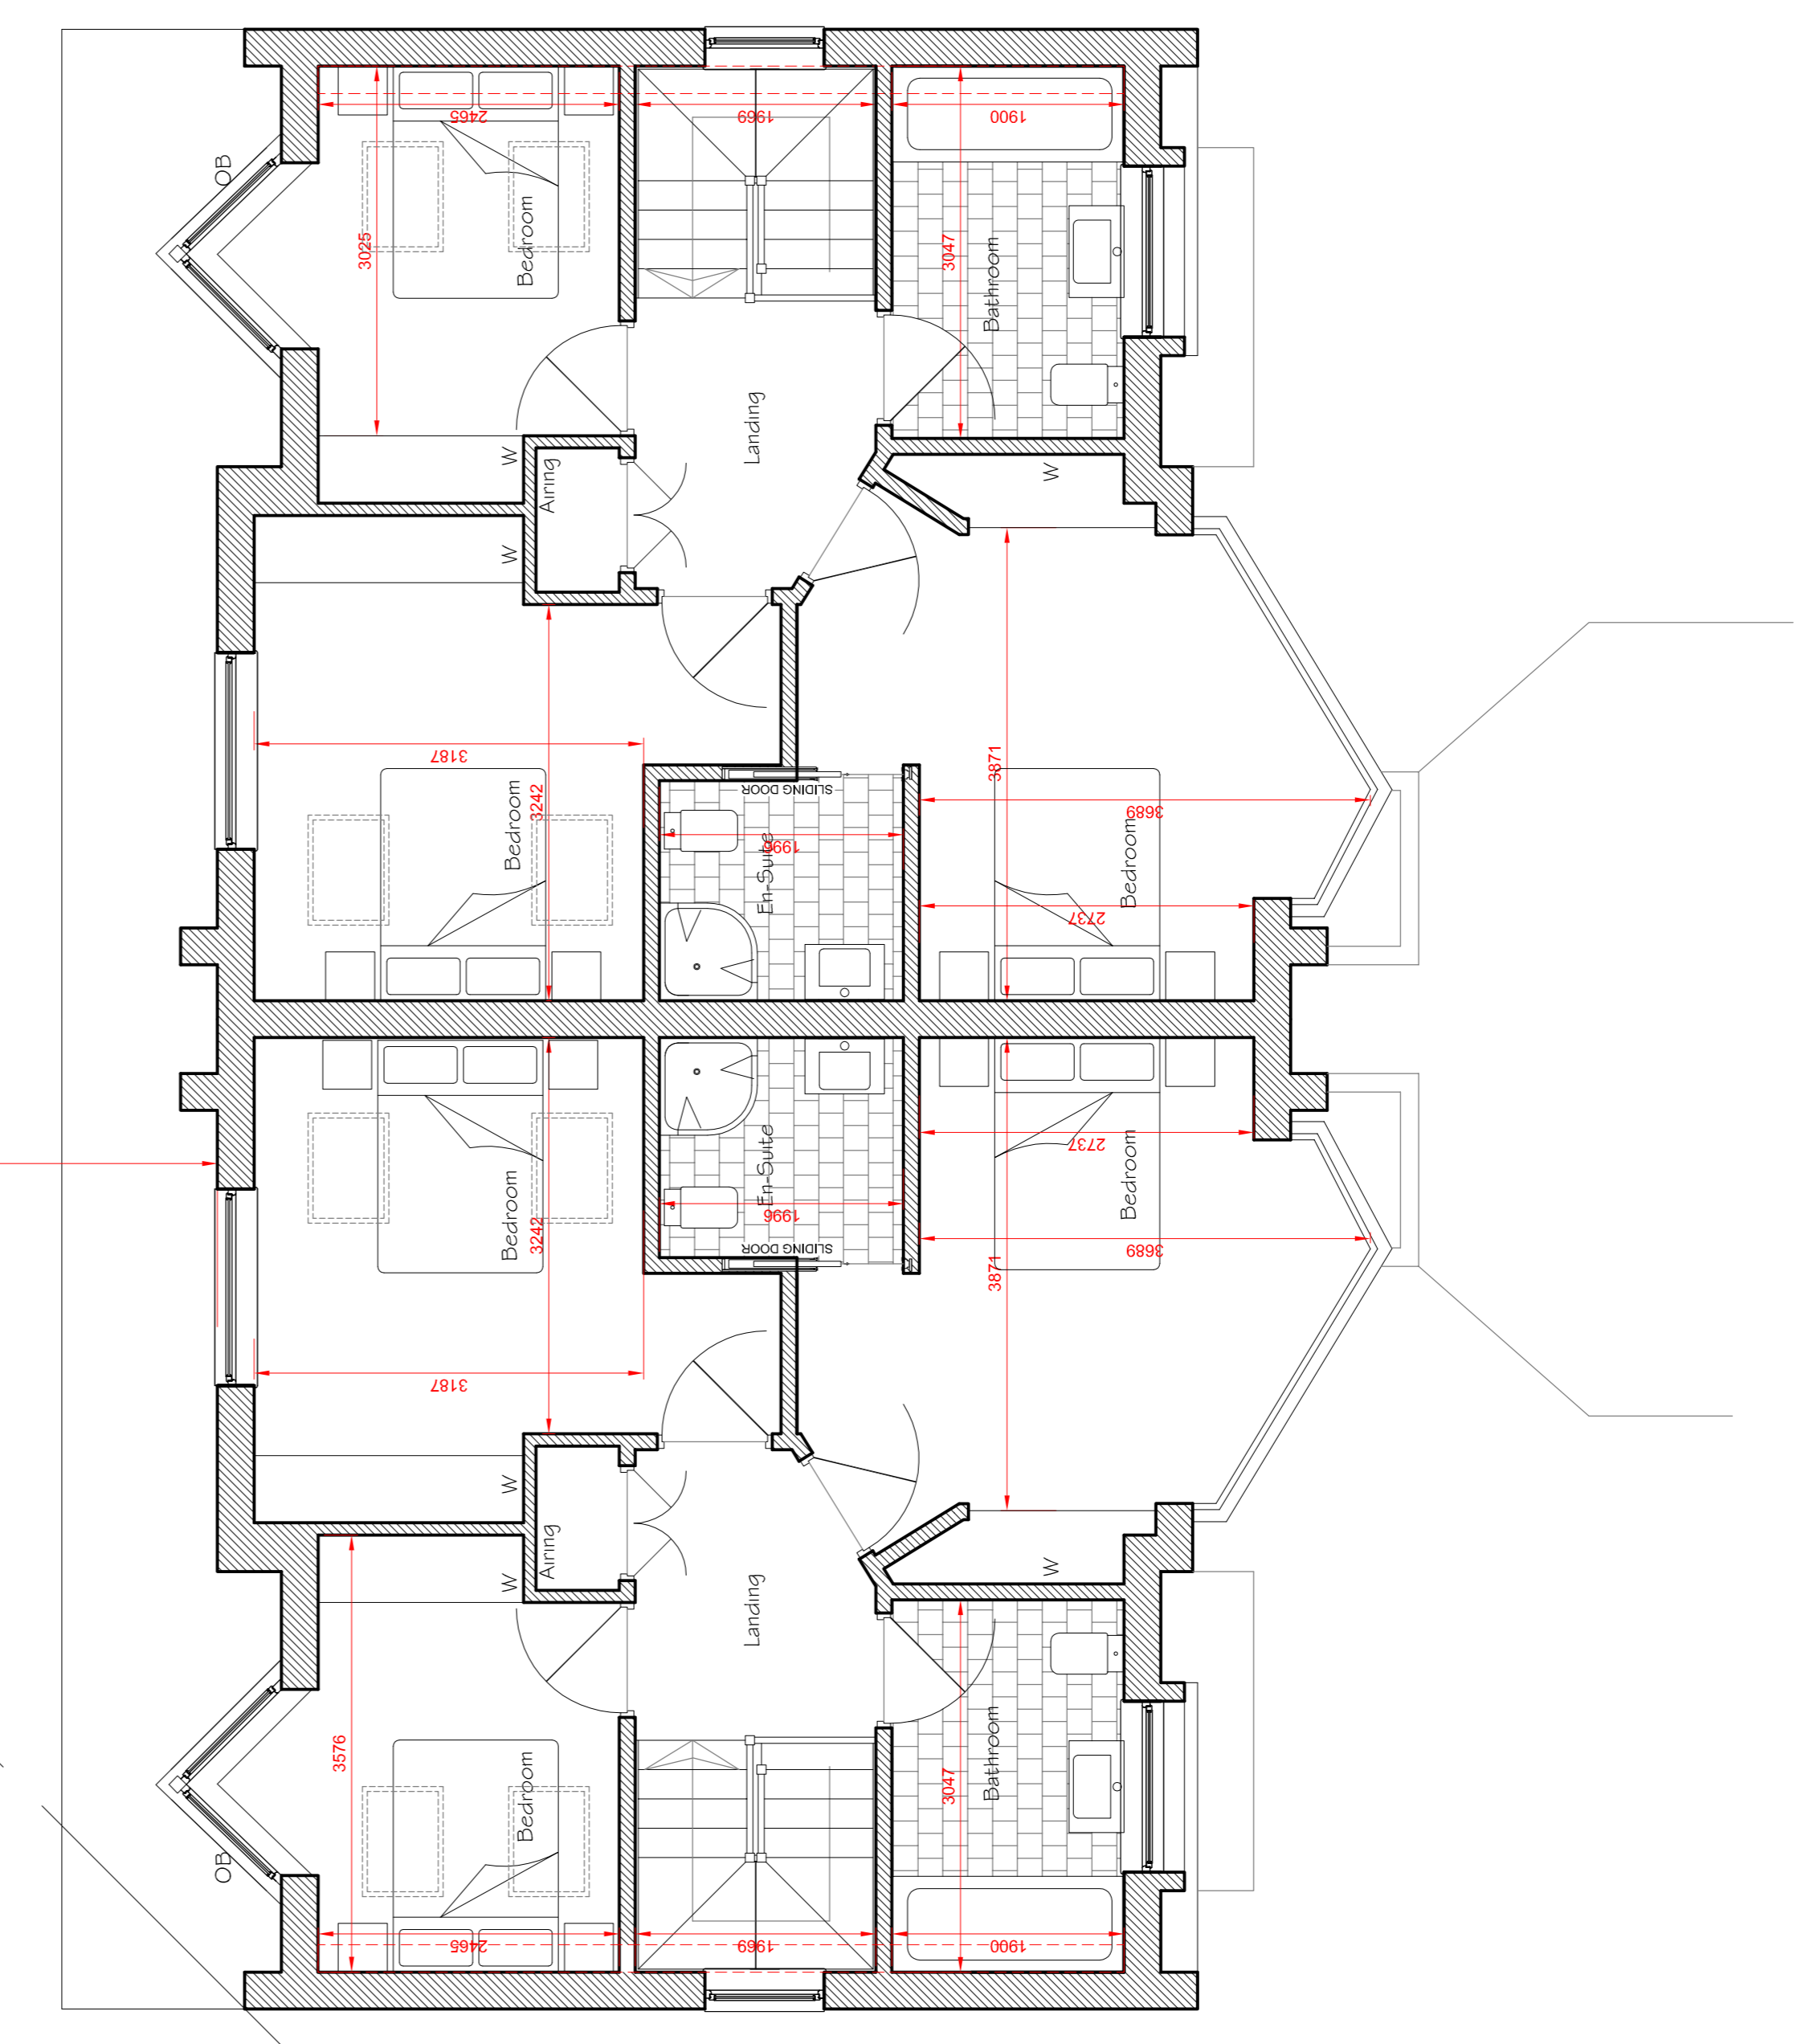 OB
2465
1969
1900
3025
Bedroom
3047
Bathroom
Landing
W
Airing
W
W
3187
3242
Bedroom
SLIDING DOOR
1996
En-Suite
3871
3689
Bedroom
2737
2737
Bedroom
3689
3871
En-Suite
1996
SLIDING DOOR
Bedroom
3242
3187
W
Airing
W
W
Landing
3576
Bedroom
3047
Bathroom
OB
2465
1969
1900